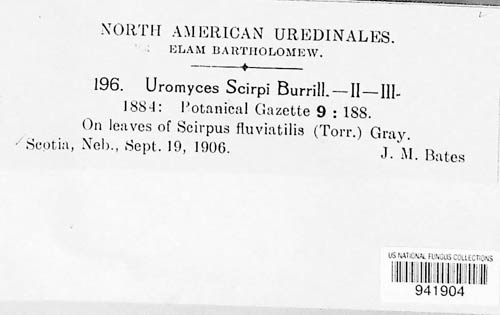 NORTH AMERICAN UREDINALES.
ELAM BARTHOLOMEW.
196. Uromyces Scirpi Burrill.—II—III-
1884: Botanical Gazette 9 : 188.
On leaves of Scirpus fluviatilis (Torr.) Gray.
Scotia, Neb., Sept. 19, 1906. J. M. Bates
US NATIONAL FUNGUS COLLECTIONS
941904